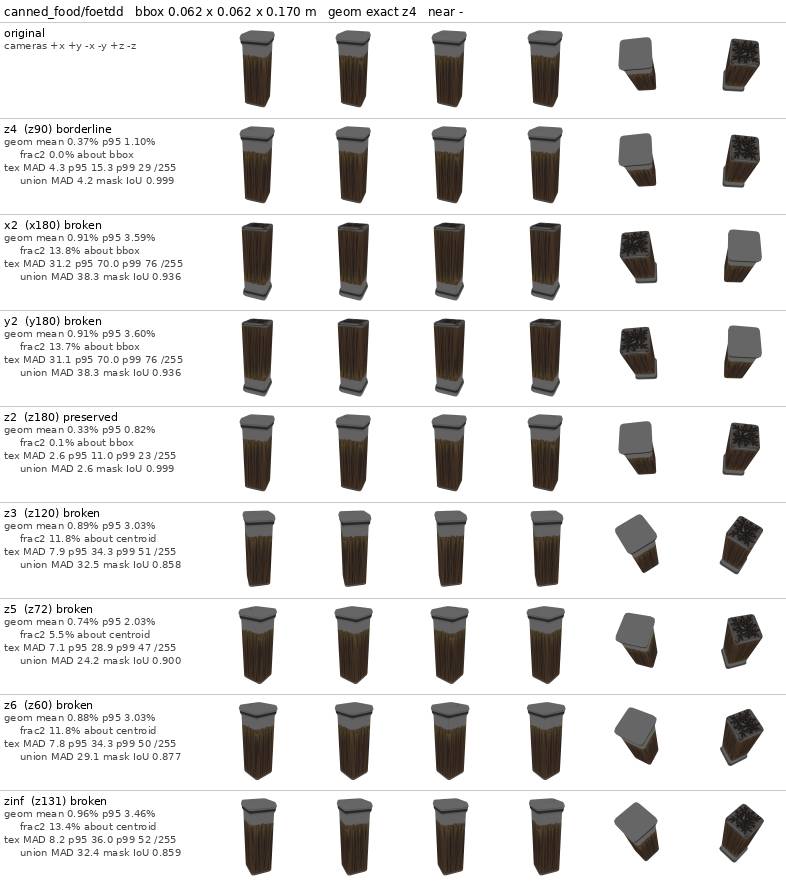 canned_food/foetdd bbox 0.062 x 0.062 x 0.170 m geom exact z4 near -
original
cameras +x +y -x -y +z -z
z4 (z90) borderline
geom mean 0.37% p95 1.10%
frac2 0.0% about bbox
tex MAD 4.3 p95 15.3 p99 29 /255
union MAD 4.2 mask IoU 0.999
x2 (x180) broken
geom mean 0.91% p95 3.59%
frac2 13.8% about bbox
tex MAD 31.2 p95 70.0 p99 76 /255
union MAD 38.3 mask IoU 0.936
y2 (y180) broken
geom mean 0.91% p95 3.60%
frac2 13.7% about bbox
tex MAD 31.1 p95 70.0 p99 76 /255
union MAD 38.3 mask IoU 0.936
z2 (z180) preserved
geom mean 0.33% p95 0.82%
frac2 0.1% about bbox
tex MAD 2.6 p95 11.0 p99 23 /255
union MAD 2.6 mask IoU 0.999
z3 (z120) broken
geom mean 0.89% p95 3.03%
frac2 11.8% about centroid
tex MAD 7.9 p95 34.3 p99 51 /255
union MAD 32.5 mask IoU 0.858
z5 (z72) broken
geom mean 0.74% p95 2.03%
frac2 5.5% about centroid
tex MAD 7.1 p95 28.9 p99 47 /255
union MAD 24.2 mask IoU 0.900
z6 (z60) broken
geom mean 0.88% p95 3.03%
frac2 11.8% about centroid
tex MAD 7.8 p95 34.3 p99 50 /255
union MAD 29.1 mask IoU 0.877
zinf (z131) broken
geom mean 0.96% p95 3.46%
frac2 13.4% about centroid
tex MAD 8.2 p95 36.0 p99 52 /255
union MAD 32.4 mask IoU 0.859